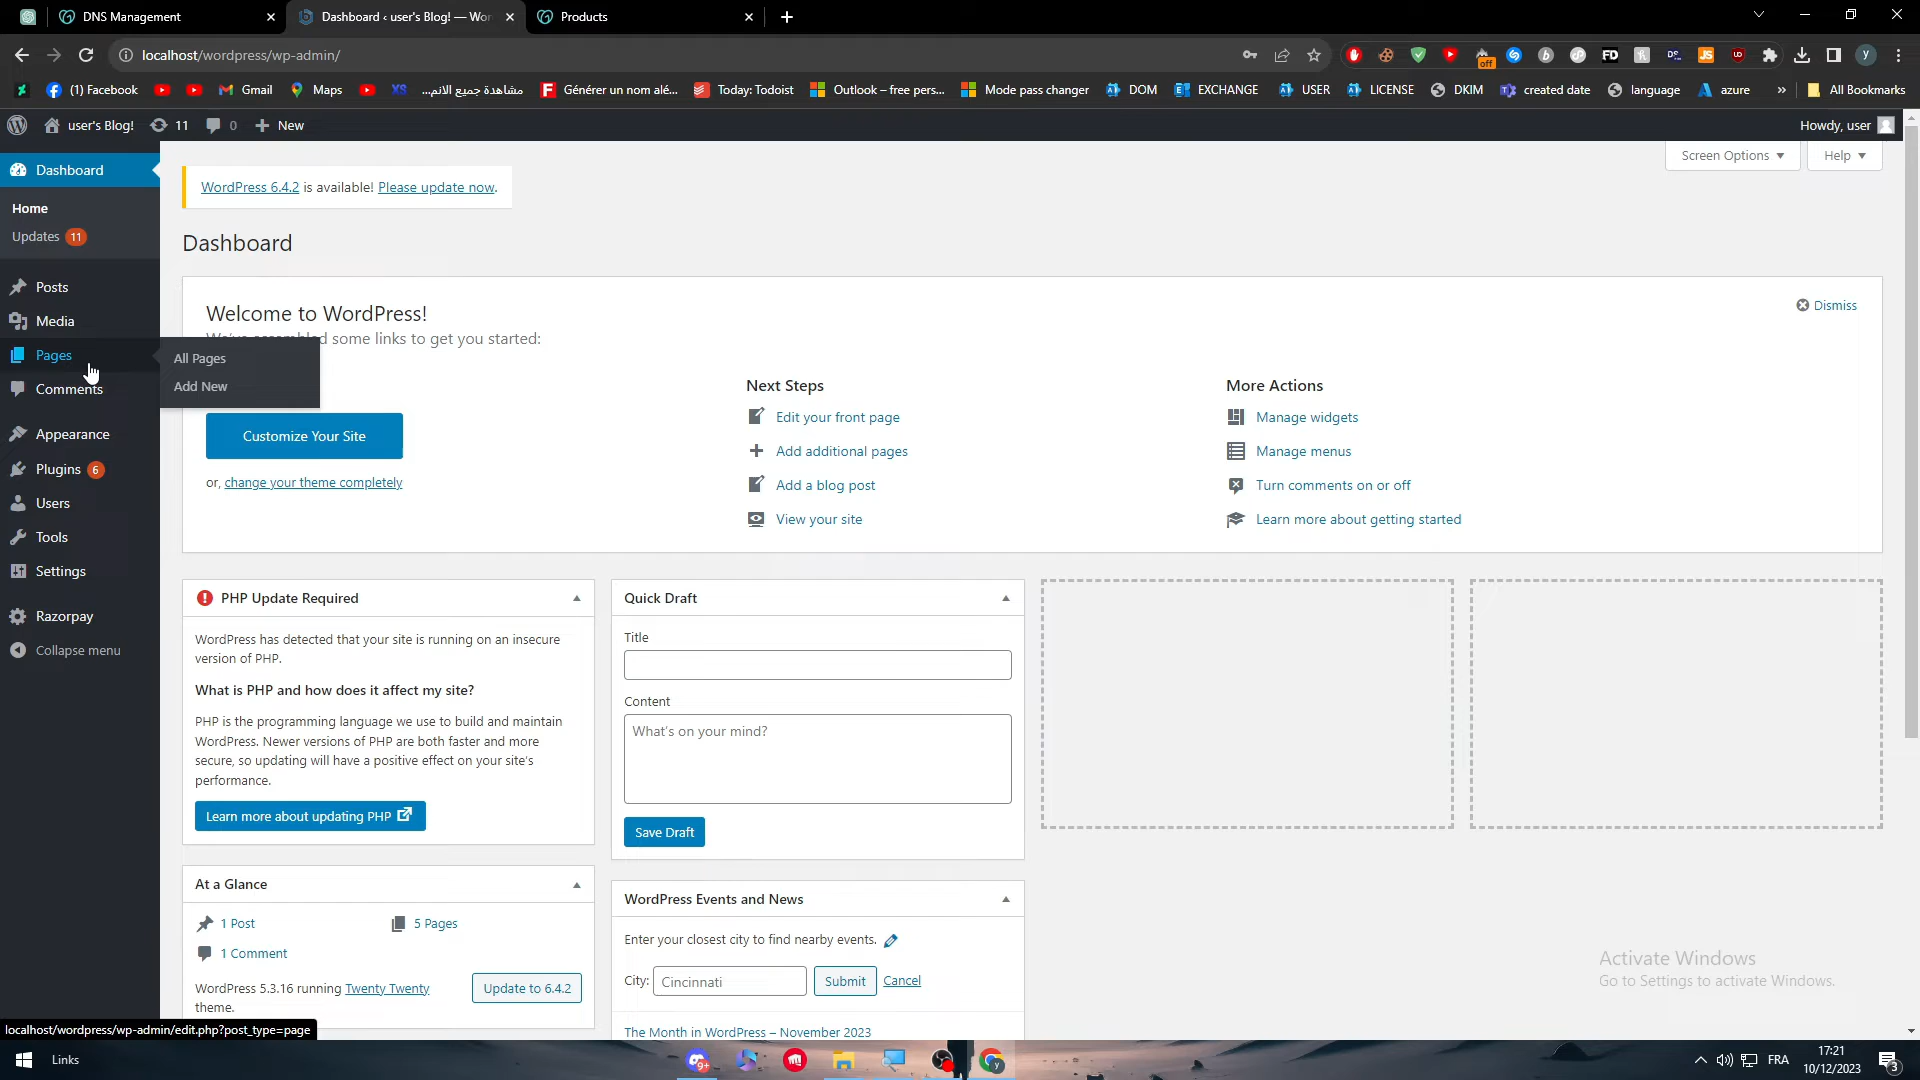 DNS Management
Dashboard ‹ user's Blog! — Wor
Products
localhost/wordpress/wp-admin/
off
FD
JS
y
(1) Facebook
Gmail
Maps
XS
مشاهدة جميع الانم...
Générer un nom alé...
Today: Todoist
Outlook – free pers...
Mode pass changer
DOM
EXCHANGE
USER
LICENSE
DKIM
created date
language
azure
»
All Bookmarks
user's Blog!
11
0
New
Howdy, user
Screen Options
Help
Dashboard
WordPress 6.4.2 is available! Please update now.
Home
Updates 11
Dashboard
Posts
Media
Pages
All Pages
Add New
Comments
Appearance
Plugins 6
Users
Tools
Settings
Razorpay
Collapse menu
Welcome to WordPress!
some links to get you started:
Dismiss
Customize Your Site
or, change your theme completely
Next Steps
Edit your front page
Add additional pages
Add a blog post
View your site
More Actions
Manage widgets
Manage menus
Turn comments on or off
Learn more about getting started
PHP Update Required
WordPress has detected that your site is running on an insecure
version of PHP.
What is PHP and how does it affect my site?
PHP is the programming language we use to build and maintain
WordPress. Newer versions of PHP are both faster and more
secure, so updating will have a positive effect on your site's
performance.
Learn more about updating PHP
At a Glance
1 Post
5 Pages
1 Comment
WordPress 5.3.16 running Twenty Twenty
theme.
Update to 6.4.2
Quick Draft
Title
Content
What's on your mind?
Save Draft
WordPress Events and News
Enter your closest city to find nearby events.
City:
Cincinnati
Submit
Cancel
The Month in WordPress – November 2023
Activate Windows
Go to Settings to activate Windows.
localhost/wordpress/wp-admin/edit.php?post_type=page
Links
9+
y
FRA
17:21
10/12/2023
3